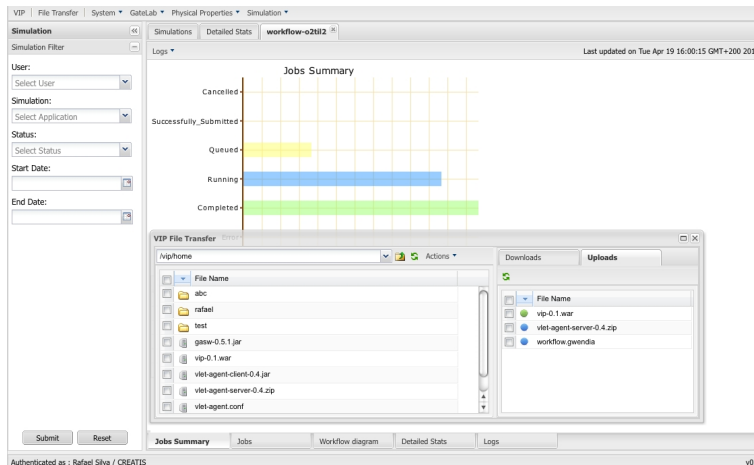 VIP File Transfer System GateLab Physical Properties Simulation
Simulation
Simulation Filter
User:
Select User
Simulation:
Select Application
Status:
Select Status
Start Date:
End Date:
Submit Reset
Simulations Detailed Stats workflow-o2til2
Logs Last updated on Tue Apr 19 16:00:15 GMT+200 201
Jobs Summary
Cancelled
Successfully_Submitted
Queued
Running
Completed
Error
VIP File Transfer
/vip/home Actions
File Name
abc
rafael
test
gasw-0.5.1.jar
vip-0.1.war
vlet-agent-client-0.4.jar
vlet-agent-server-0.4.zip
vlet-agent.conf
Downloads Uploads
File Name
vip-0.1.war
vlet-agent-server-0.4.zip
workflow.gwendia
Jobs Summary Jobs Workflow diagram Detailed Stats Logs
Authenticated as : Rafael Silva / CREATIS